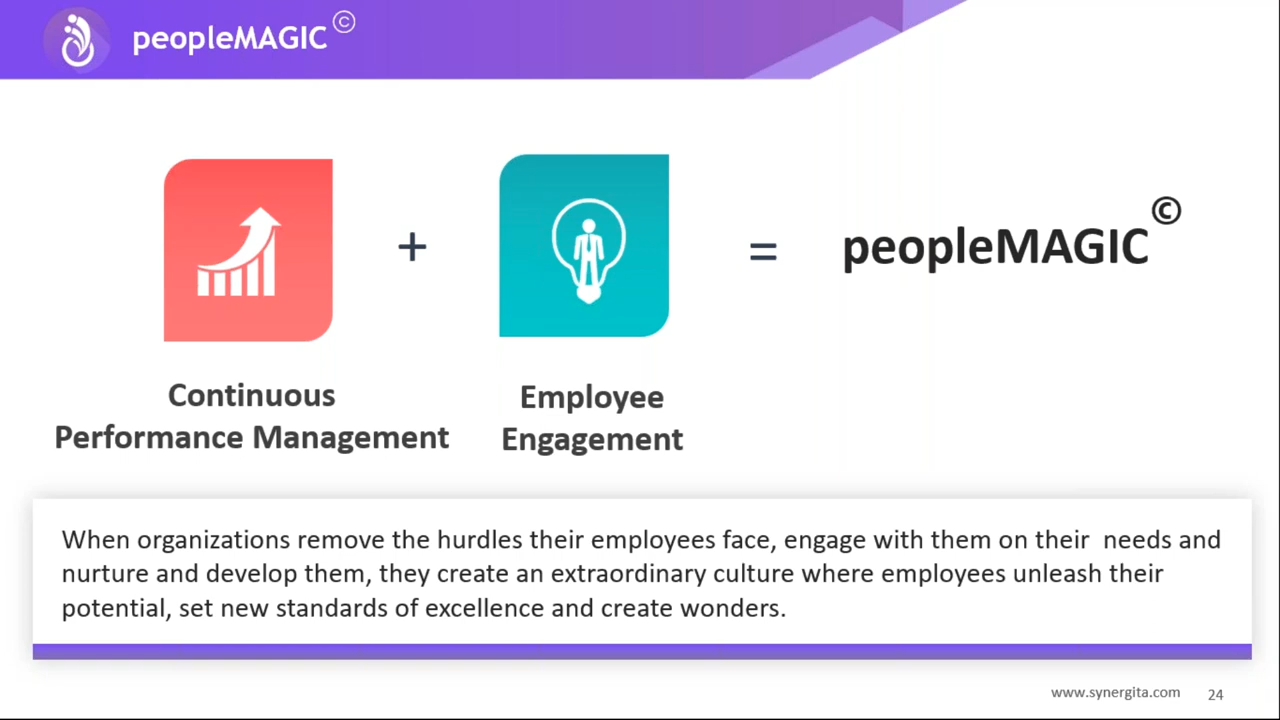 peopleMAGIC ©
+
=
peopleMAGIC ©
Continuous
Performance Management
Employee
Engagement
When organizations remove the hurdles their employees face, engage with them on their needs and
nurture and develop them, they create an extraordinary culture where employees unleash their
potential, set new standards of excellence and create wonders.
www.synergita.com 24